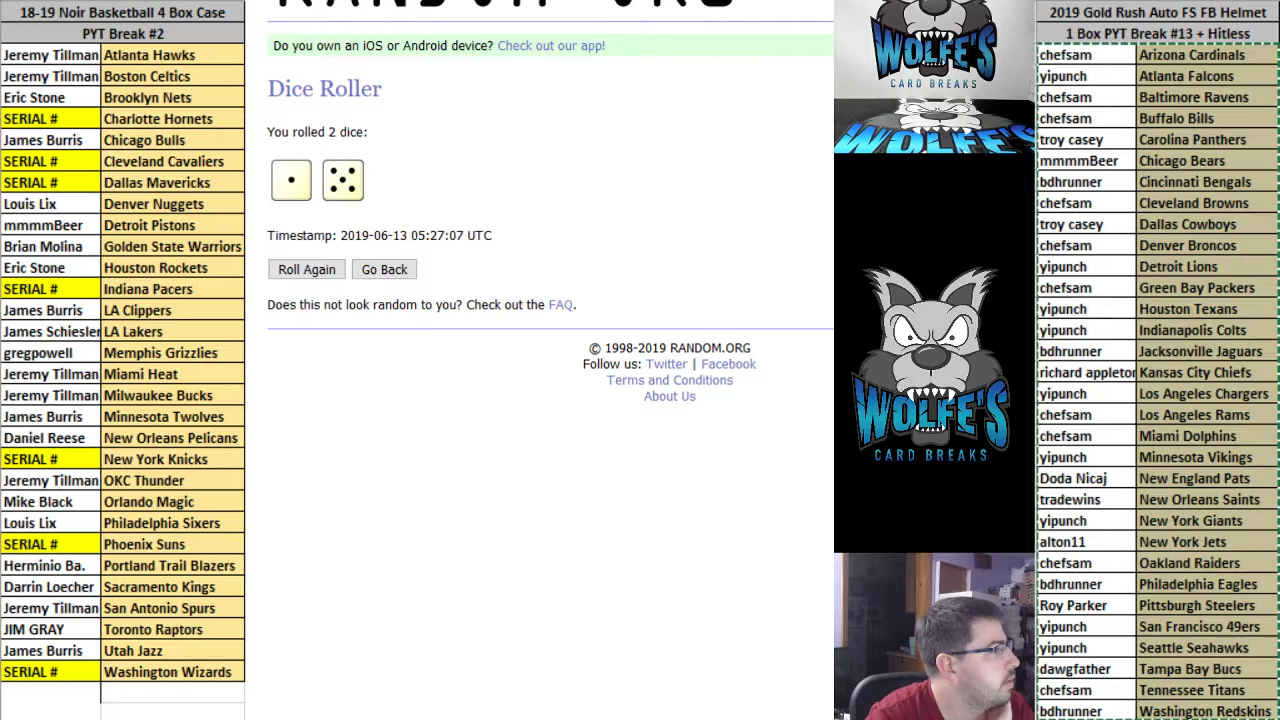 18-19 Noir Basketball 4 Box Case
PYT Break #2
Jeremy Tillman Atlanta Hawks
Jeremy Tillman Boston Celtics
Eric Stone Brooklyn Nets
SERIAL # Charlotte Hornets
James Burris Chicago Bulls
SERIAL # Cleveland Cavaliers
SERIAL # Dallas Mavericks
Louis Lix Denver Nuggets
mmmmBeer Detroit Pistons
Brian Molina Golden State Warriors
Eric Stone Houston Rockets
SERIAL # Indiana Pacers
James Burris LA Clippers
James Schiesler LA Lakers
gregpowell Memphis Grizzlies
Jeremy Tillman Miami Heat
Jeremy Tillman Milwaukee Bucks
James Burris Minnesota Twolves
Daniel Reese New Orleans Pelicans
SERIAL # New York Knicks
Jeremy Tillman OKC Thunder
Mike Black Orlando Magic
Louis Lix Philadelphia Sixers
SERIAL # Phoenix Suns
Herminio Ba. Portland Trail Blazers
Darrin Loecher Sacramento Kings
Jeremy Tillman San Antonio Spurs
JIM GRAY Toronto Raptors
James Burris Utah Jazz
SERIAL # Washington Wizards
RANDOM.ORG
Do you own an iOS or Android device? Check out our app!
Dice Roller
You rolled 2 dice:
Timestamp: 2019-06-13 05:27:07 UTC
Roll Again Go Back
Does this not look random to you? Check out the FAQ.
© 1998-2019 RANDOM.ORG
Follow us: Twitter | Facebook
Terms and Conditions
About Us
WOLFE'S
CARD BREAKS
WOLFE'S
WOLFE'S
CARD BREAKS
2019 Gold Rush Auto FS FB Helmet
1 Box PYT Break #13 + Hitless
chefsam Arizona Cardinals
yipunch Atlanta Falcons
chefsam Baltimore Ravens
chefsam Buffalo Bills
troy casey Carolina Panthers
mmmmBeer Chicago Bears
bdhrunner Cincinnati Bengals
chefsam Cleveland Browns
troy casey Dallas Cowboys
chefsam Denver Broncos
yipunch Detroit Lions
chefsam Green Bay Packers
yipunch Houston Texans
yipunch Indianapolis Colts
bdhrunner Jacksonville Jaguars
richard appleton Kansas City Chiefs
yipunch Los Angeles Chargers
chefsam Los Angeles Rams
chefsam Miami Dolphins
yipunch Minnesota Vikings
Doda Nicaj New England Pats
tradewins New Orleans Saints
yipunch New York Giants
alton11 New York Jets
chefsam Oakland Raiders
bdhrunner Philadelphia Eagles
Roy Parker Pittsburgh Steelers
yipunch San Francisco 49ers
yipunch Seattle Seahawks
dawgfather Tampa Bay Bucs
chefsam Tennessee Titans
bdhrunner Washington Redskins